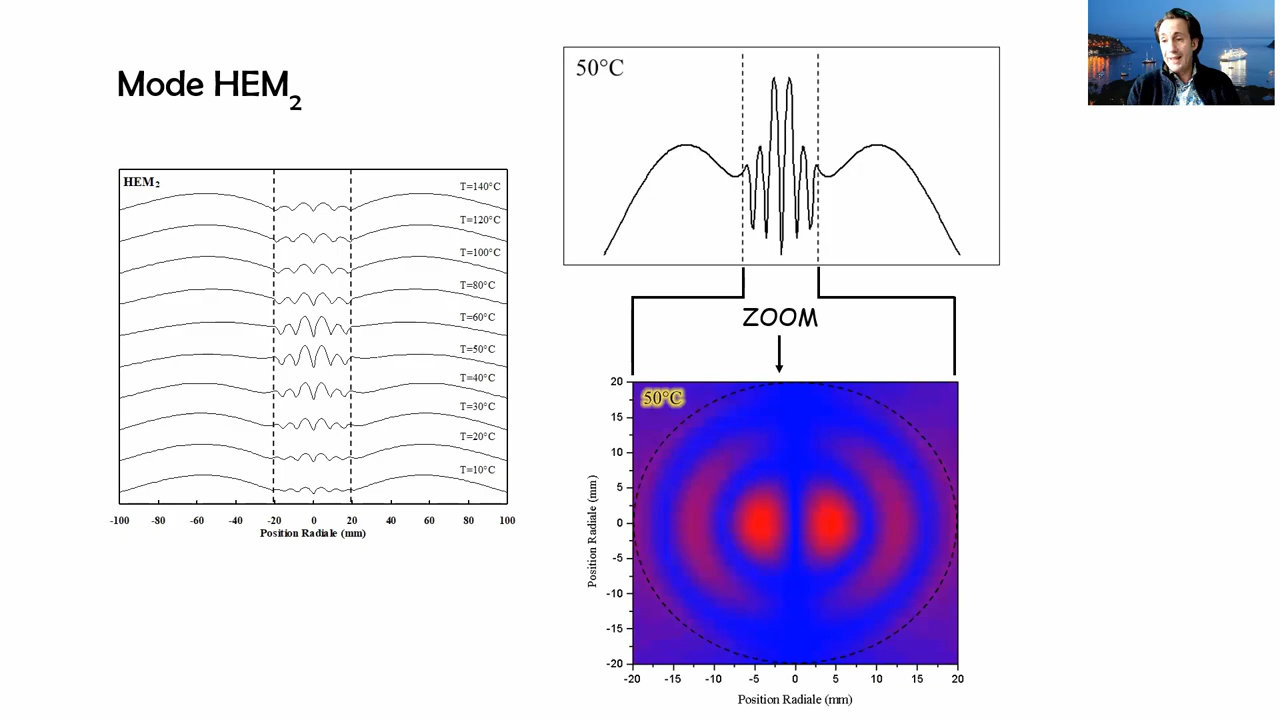 Mode HEM2
HEM2
T=140°C
T=120°C
T=100°C
T=80°C
T=60°C
T=50°C
T=40°C
T=30°C
T=20°C
T=10°C
-100 -80 -60 -40 -20 0 20 40 60 80 100
Position Radiale (mm)
50°C
ZOOM
50°C
20
15
10
5
0
-5
-10
-15
-20
Position Radiale (mm)
-20 -15 -10 -5 0 5 10 15 20
Position Radiale (mm)